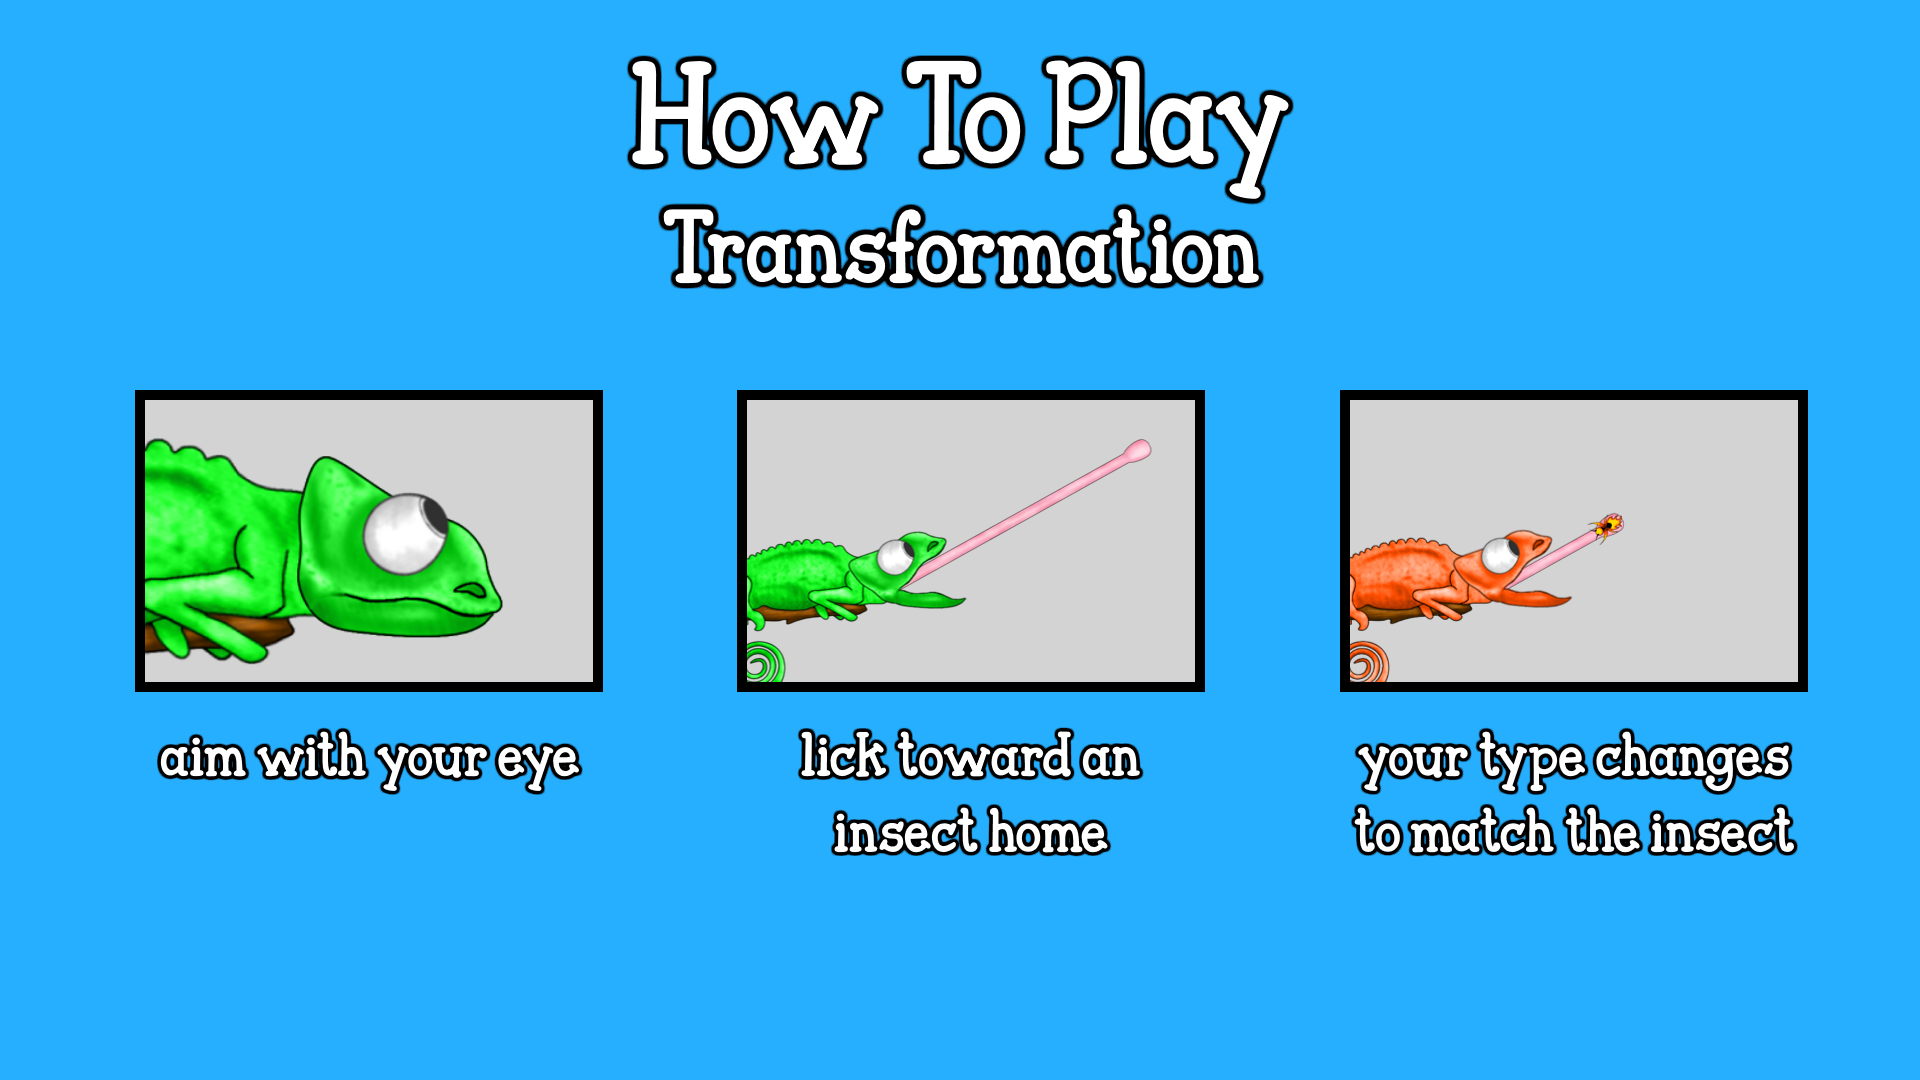 How To Play
Transformation
aim with your eye
lick toward an
insect home
your type changes
to match the insect